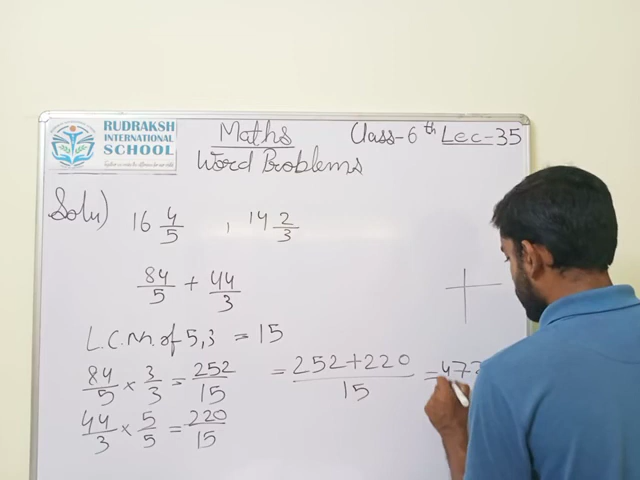 RUDRAKSH
INTERNATIONAL
SCHOOL
Maths
Class-6th Lec-35
Word Problems
Solu)
16 4/5 , 14 2/3
84/5 + 44/3
L.C.M. of 5,3 = 15
84/5 × 3/3 = 252/15
= 252+220/15 = 472
44/3 × 5/5 = 220/15